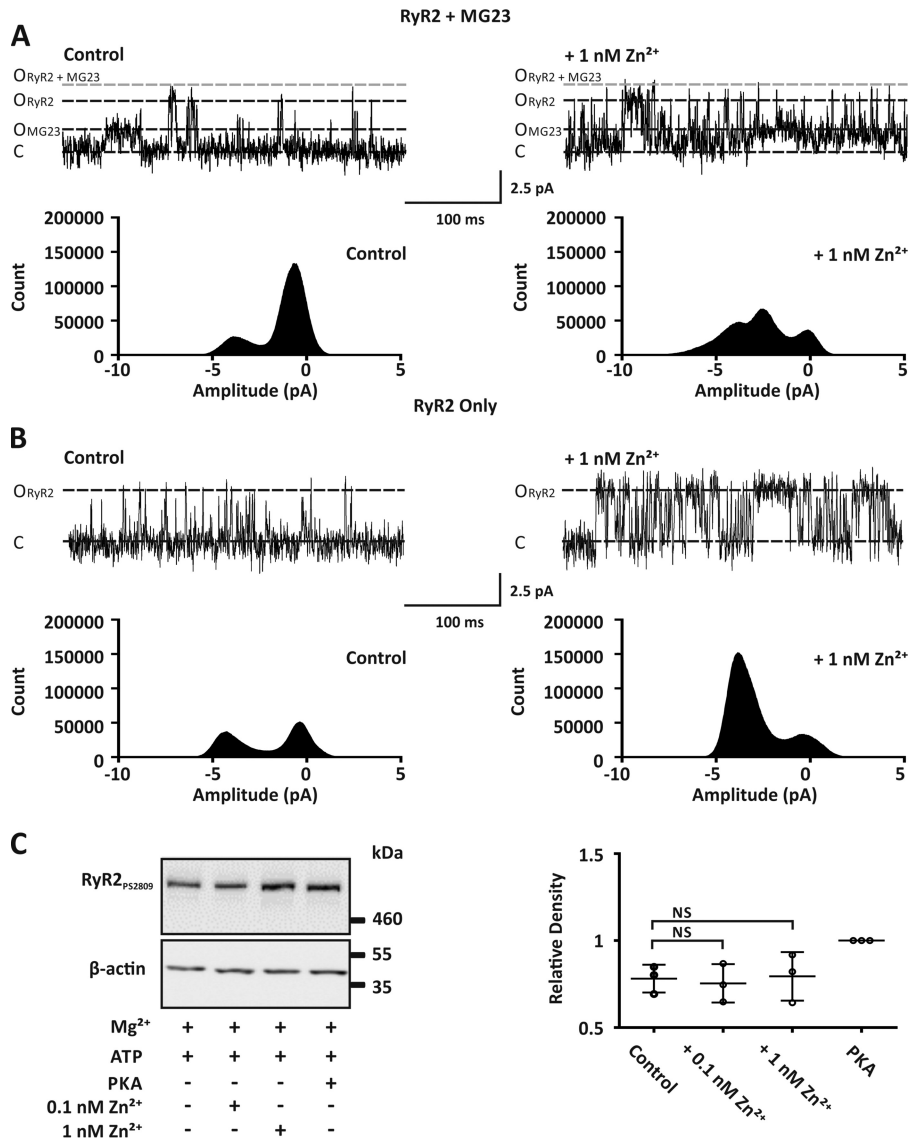 RyR2 + MG23
A
Control
+ 1 nM Zn²⁺
O RyR2 + MG23
O RyR2
O MG23
C
O RyR2 + MG23
O RyR2
O MG23
C
2.5 pA
100 ms
200000
150000
100000
50000
0
Count
Control
-10
-5
0
5
Amplitude (pA)
200000
150000
100000
50000
0
Count
+ 1 nM Zn²⁺
-10
-5
0
5
Amplitude (pA)
RyR2 Only
B
Control
+ 1 nM Zn²⁺
O RyR2
C
O RyR2
C
2.5 pA
100 ms
200000
150000
100000
50000
0
Count
Control
-10
-5
0
5
Amplitude (pA)
200000
150000
100000
50000
0
Count
+ 1 nM Zn²⁺
-10
-5
0
5
Amplitude (pA)
C
kDa
RyR2PS2809
460
β-actin
55
35
Mg²⁺ + + + +
ATP + + + +
PKA - - - +
0.1 nM Zn²⁺ - + - -
1 nM Zn²⁺ - - + -
1.5
1
0.5
Relative Density
NS
NS
Control
+ 0.1 nM Zn²⁺
+ 1 nM Zn²⁺
PKA